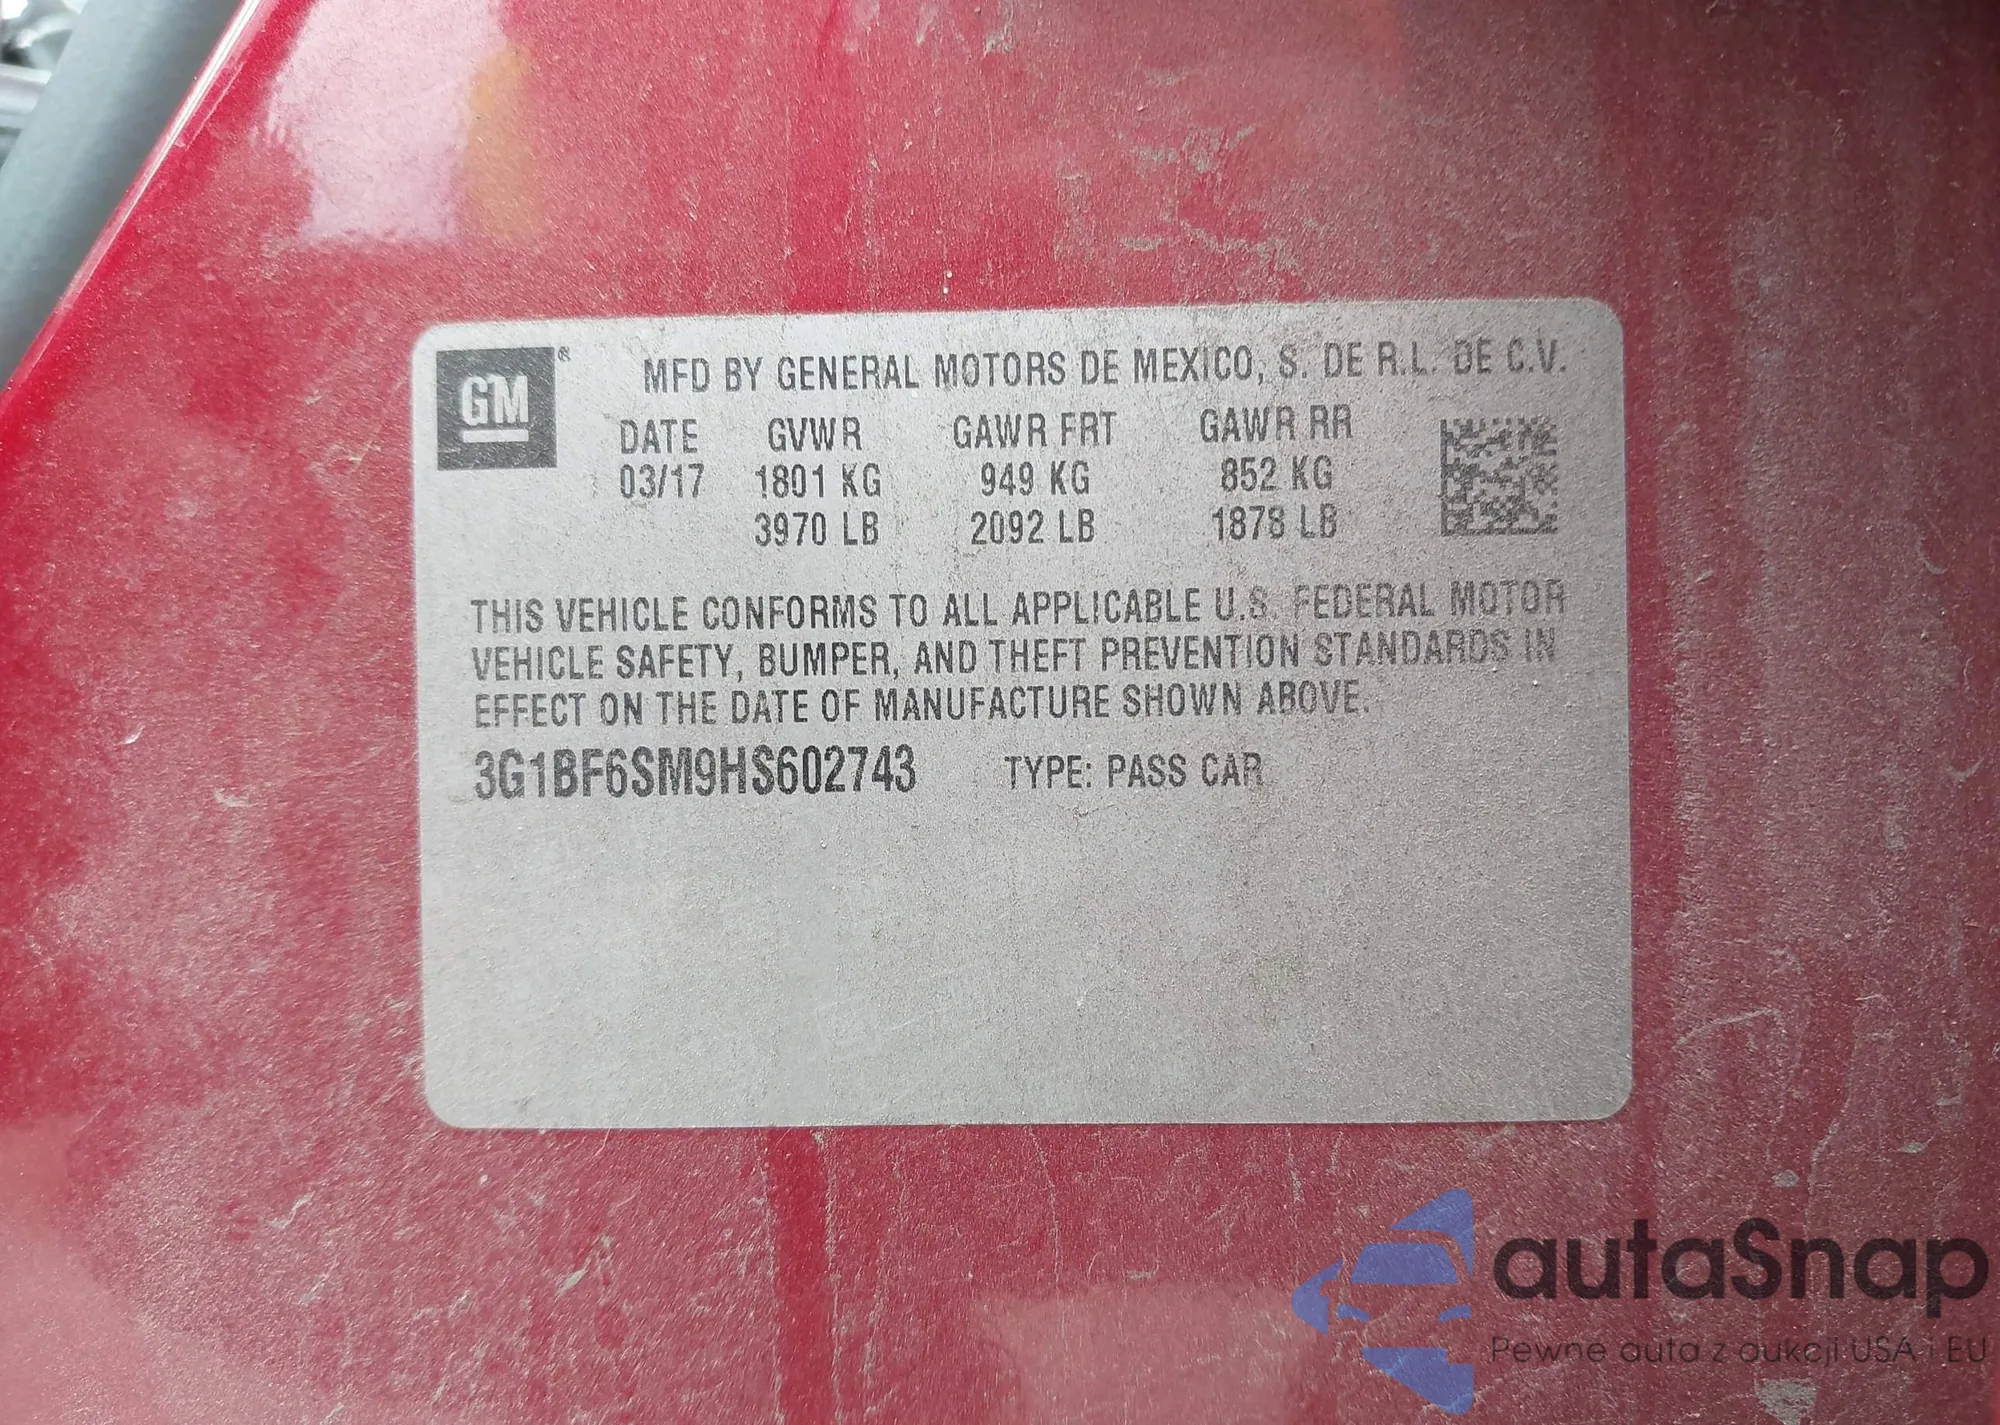 GM®
MFD BY GENERAL MOTORS DE MEXICO, S. DE R.L. DE C.V.
DATE GVWR GAWR FRT GAWR RR
03/17 1801 KG 949 KG 852 KG
3970 LB 2092 LB 1878 LB
THIS VEHICLE CONFORMS TO ALL APPLICABLE U.S. FEDERAL MOTOR
VEHICLE SAFETY, BUMPER, AND THEFT PREVENTION STANDARDS IN
EFFECT ON THE DATE OF MANUFACTURE SHOWN ABOVE.
3G1BF6SM9HS602743 TYPE: PASS CAR
autaSnap
Pewne auta z aukcji USA i EU